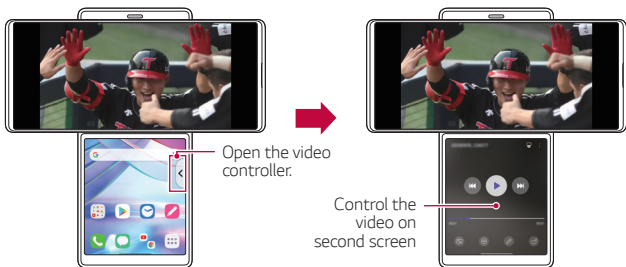 Open the video
controller.
Control the
video on
second screen